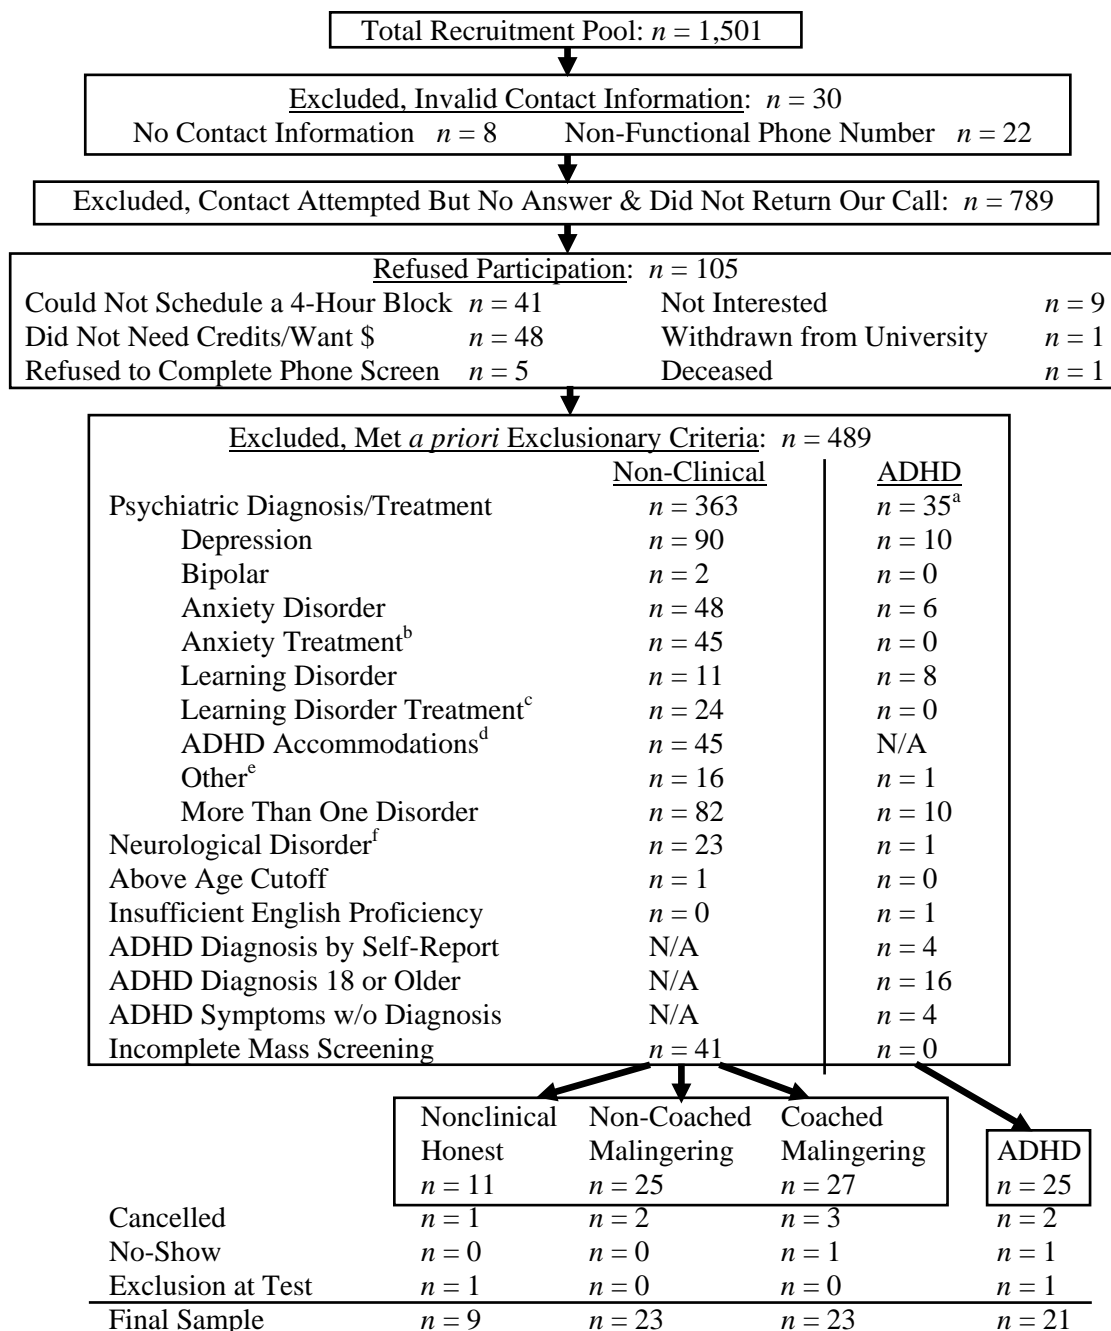 Total Recruitment Pool: n = 1,501
Excluded, Invalid Contact Information: n = 30
No Contact Information n = 8 Non-Functional Phone Number n = 22
Excluded, Contact Attempted But No Answer & Did Not Return Our Call: n = 789
Refused Participation: n = 105
Could Not Schedule a 4-Hour Block n = 41 Not Interested n = 9
Did Not Need Credits/Want $ n = 48 Withdrawn from University n = 1
Refused to Complete Phone Screen n = 5 Deceased n = 1
Excluded, Met a priori Exclusionary Criteria: n = 489
Non-Clinical ADHD
Psychiatric Diagnosis/Treatment n = 363 n = 35a
Depression n = 90 n = 10
Bipolar n = 2 n = 0
Anxiety Disorder n = 48 n = 6
Anxiety Treatmentb n = 45 n = 0
Learning Disorder n = 11 n = 8
Learning Disorder Treatmentc n = 24 n = 0
ADHD Accommodationsd n = 45 N/A
Othere n = 16 n = 1
More Than One Disorder n = 82 n = 10
Neurological Disorderf n = 23 n = 1
Above Age Cutoff n = 1 n = 0
Insufficient English Proficiency n = 0 n = 1
ADHD Diagnosis by Self-Report N/A n = 4
ADHD Diagnosis 18 or Older N/A n = 16
ADHD Symptoms w/o Diagnosis N/A n = 4
Incomplete Mass Screening n = 41 n = 0
Nonclinical Non-Coached Coached
Honest Malingering Malingering ADHD
n = 11 n = 25 n = 27 n = 25
Cancelled n = 1 n = 2 n = 3 n = 2
No-Show n = 0 n = 0 n = 1 n = 1
Exclusion at Test n = 1 n = 0 n = 0 n = 1
Final Sample n = 9 n = 23 n = 23 n = 21